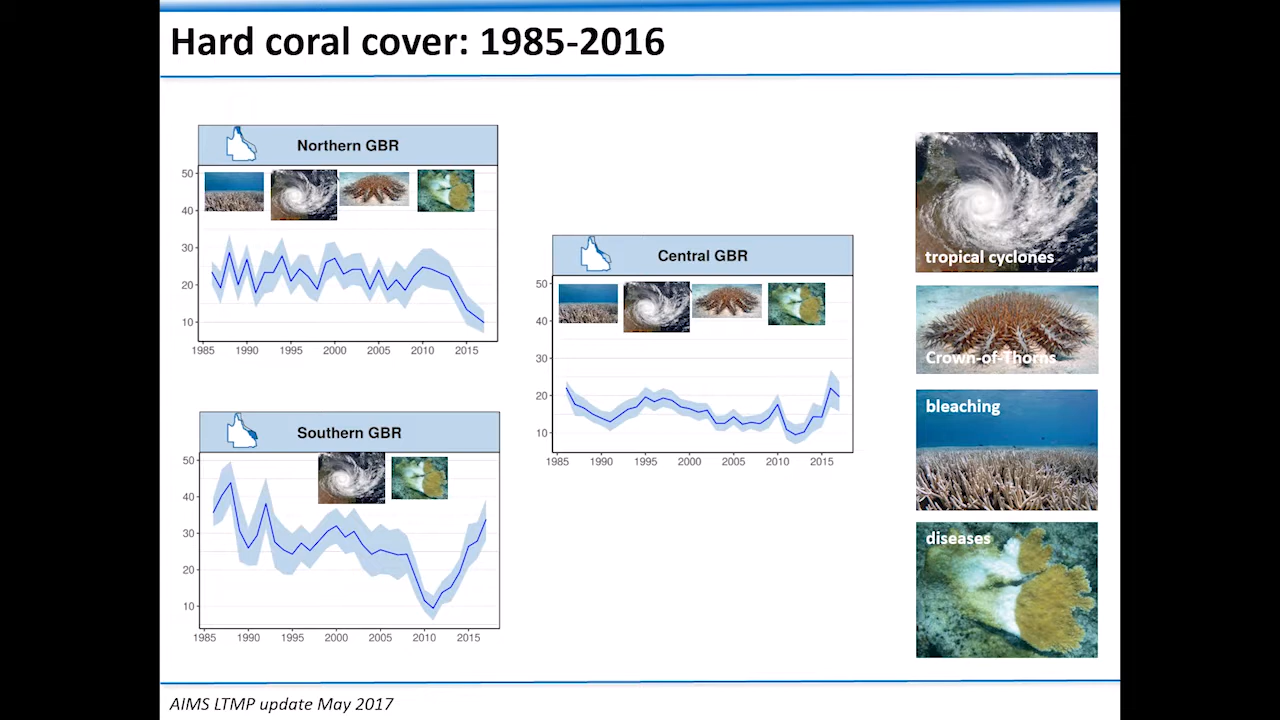 Hard coral cover: 1985-2016
Northern GBR
50
40
30
20
10
1985 1990 1995 2000 2005 2010 2015
Central GBR
50
40
30
20
10
1985 1990 1995 2000 2005 2010 2015
Southern GBR
50
40
30
20
10
1985 1990 1995 2000 2005 2010 2015
tropical cyclones
Crown-of-Thorns
bleaching
diseases
AIMS LTMP update May 2017